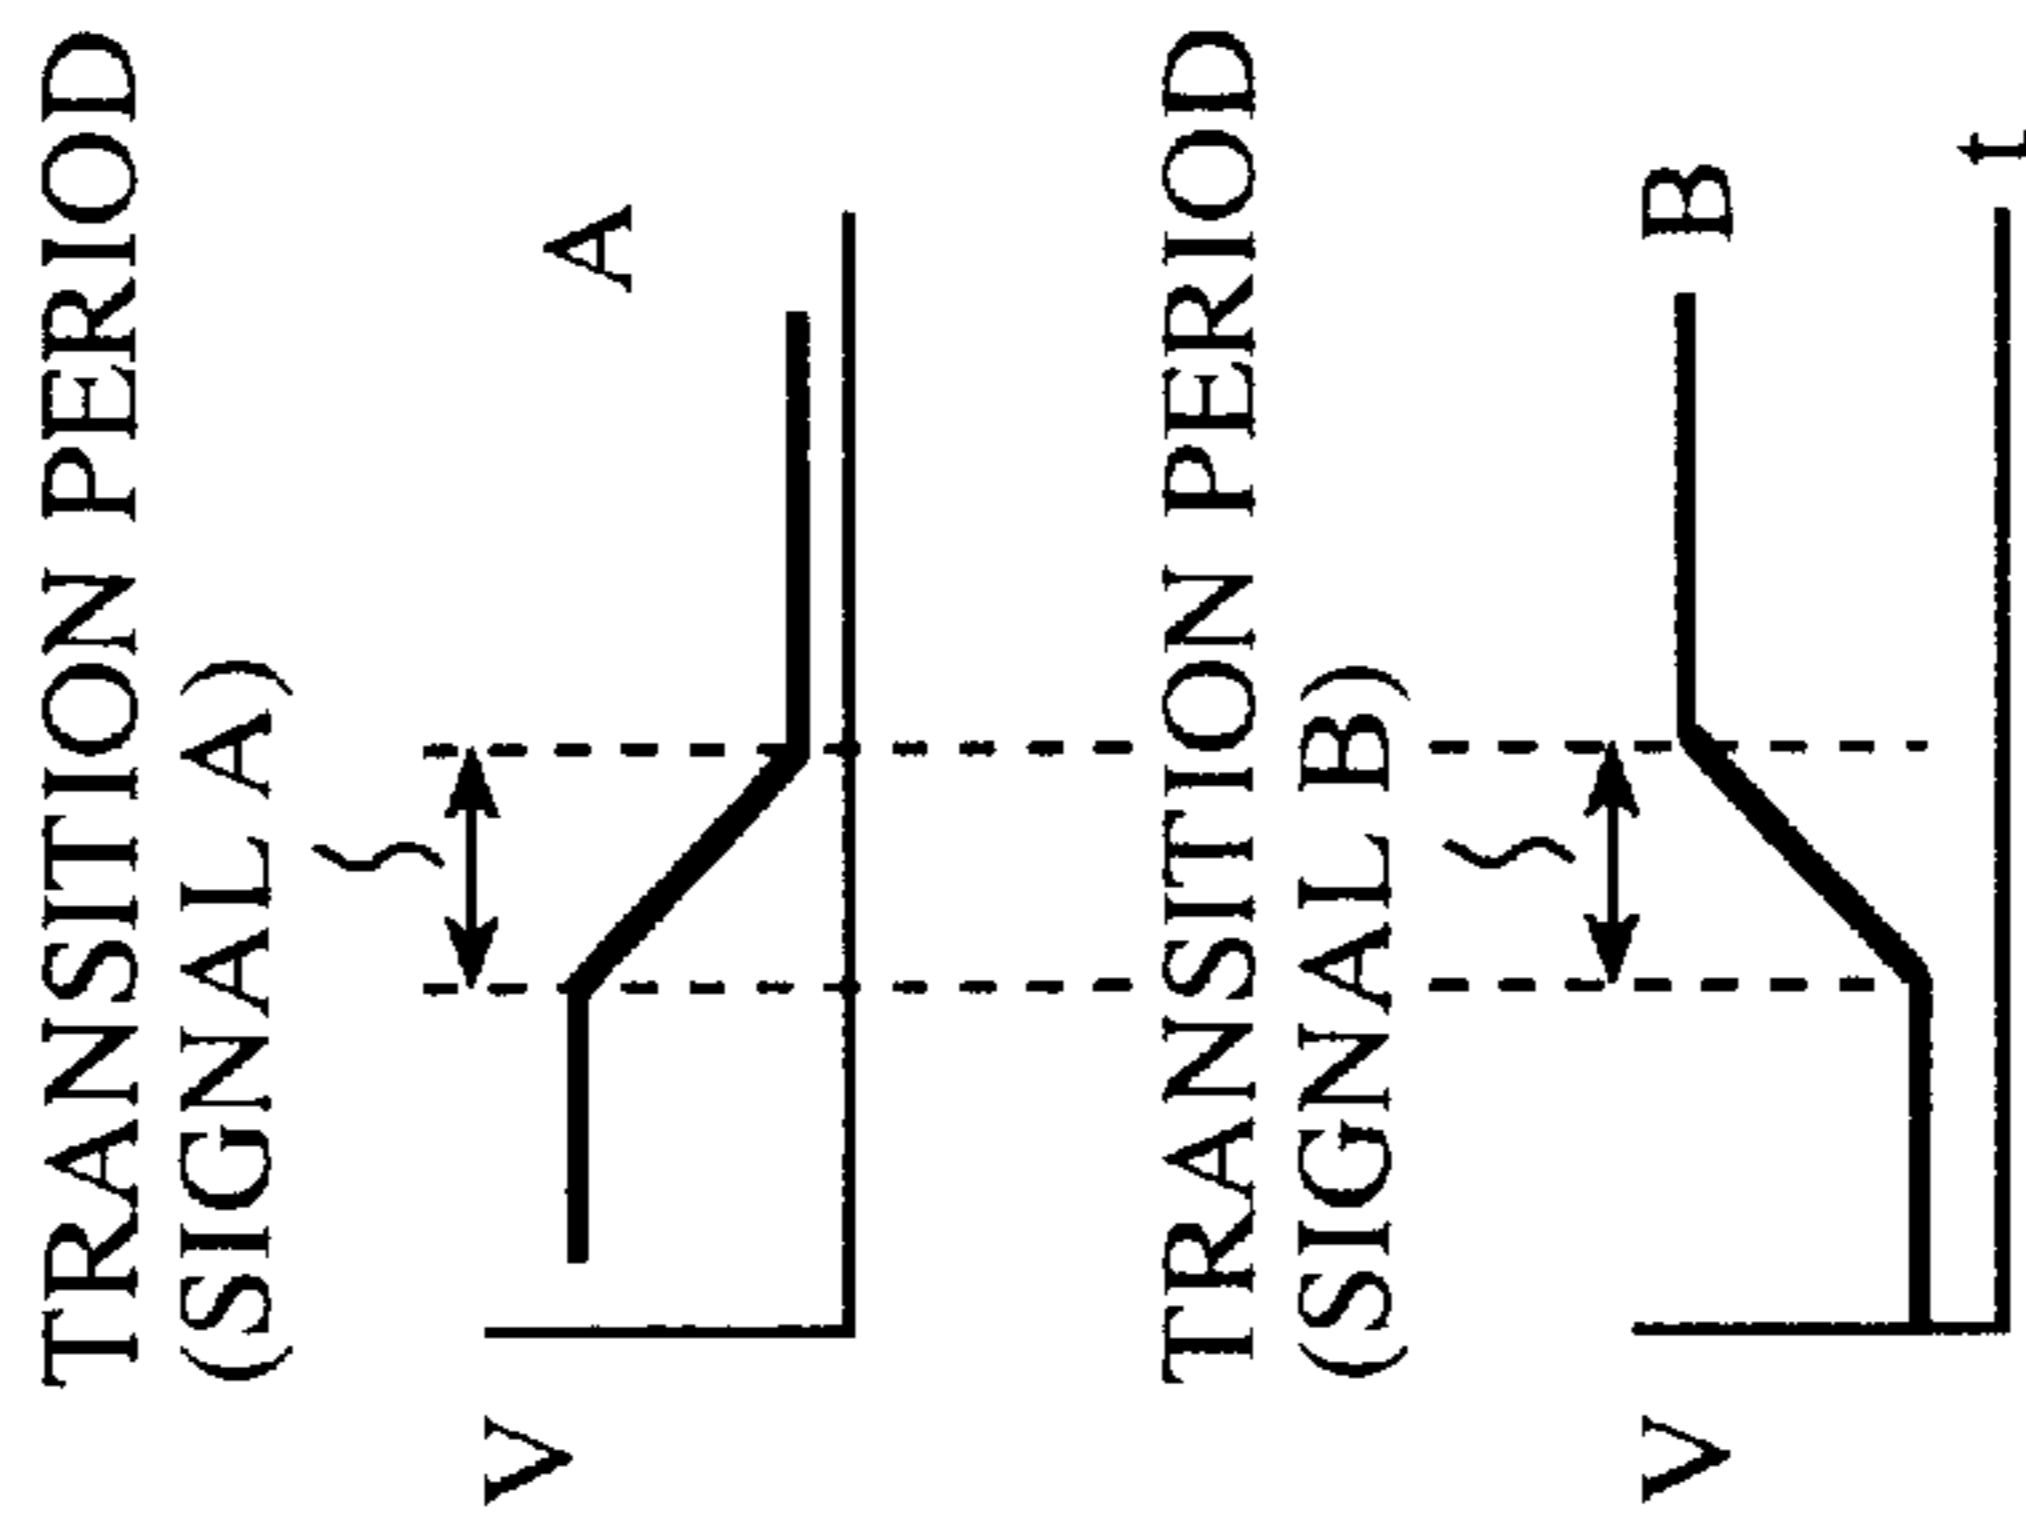 TRANSITION PERIOD
(SIGNAL A)
V
A
TRANSITION PERIOD
(SIGNAL B)
V
B
t